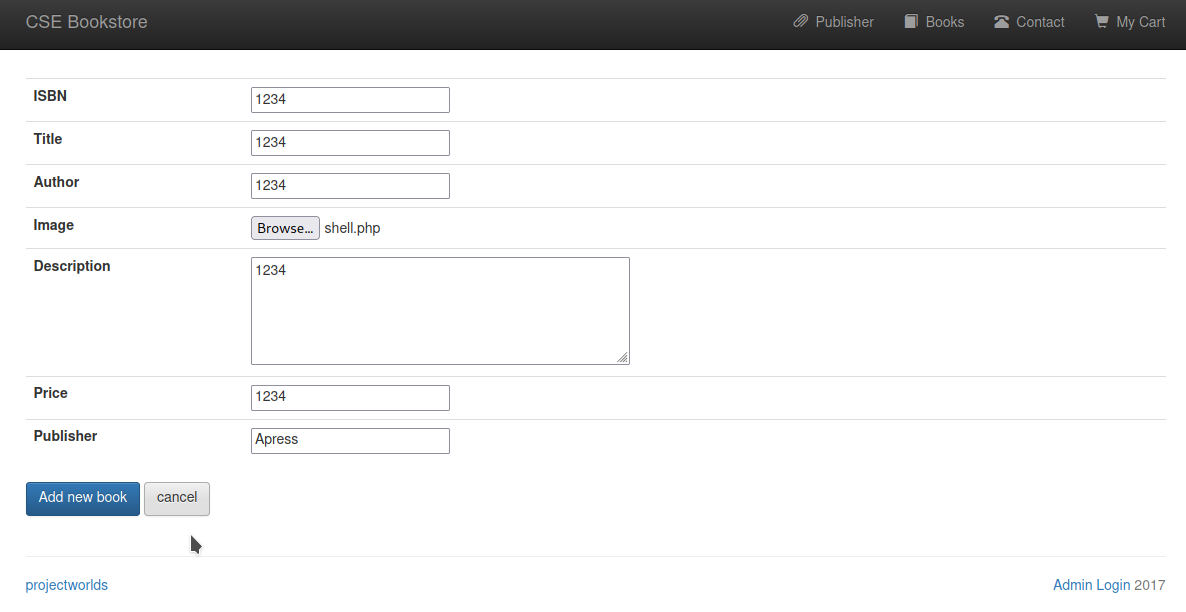 CSE Bookstore Publisher Books Contact My Cart
ISBN 1234
Title 1234
Author 1234
Image Browse... shell.php
Description 1234
Price 1234
Publisher Apress
Add new book cancel
projectworlds Admin Login 2017